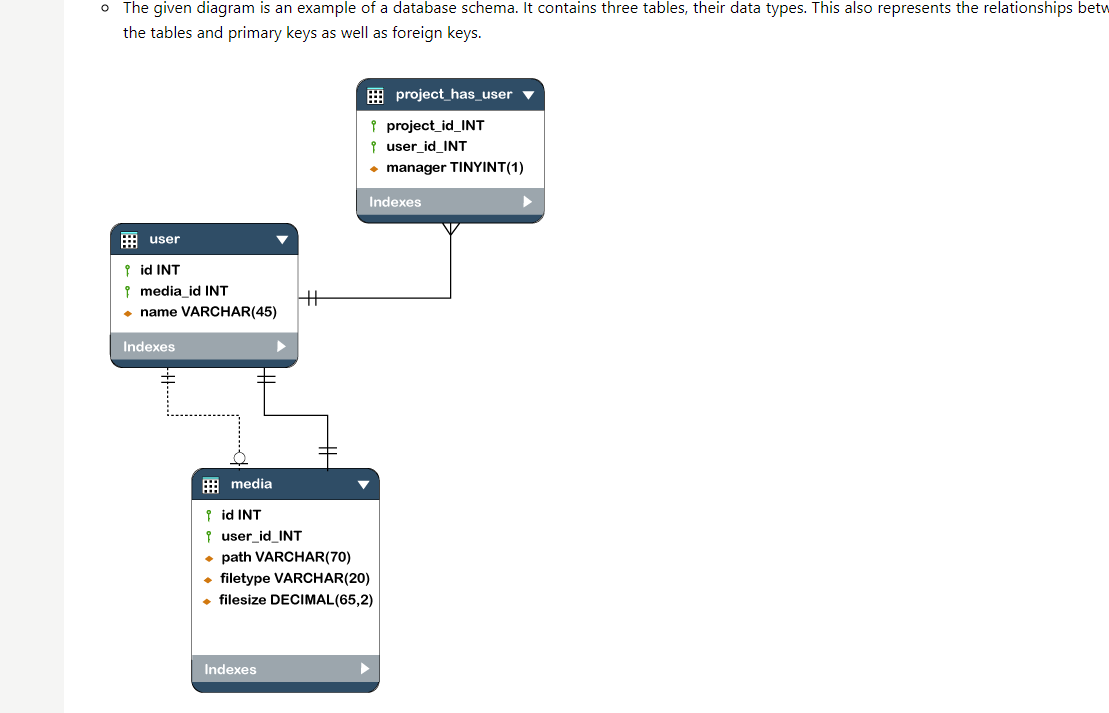 The given diagram is an example of a database schema. It contains three tables, their data types. This also represents the relationships
the tables and primary keys as well as foreign keys.
project_has_user
project_id_INT
user_id_INT
manager TINYINT(1)
Indexes
user
id INT
media_id INT
name VARCHAR(45)
Indexes
media
id INT
user_id_INT
path VARCHAR(70)
filetype VARCHAR(20)
filesize DECIMAL(65,2)
Indexes